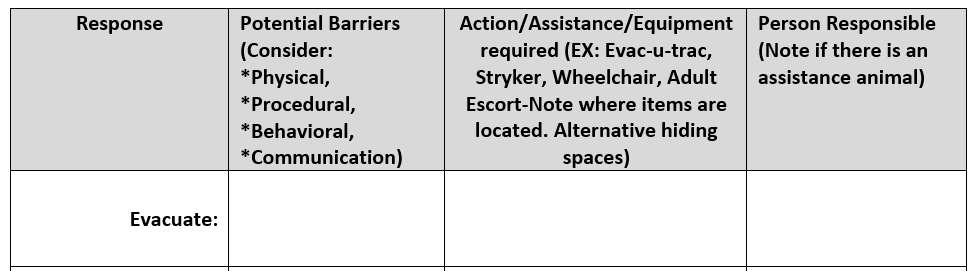 Response
Potential Barriers
(Consider:
*Physical,
*Procedural,
*Behavioral,
*Communication)
Action/Assistance/Equipment
required (EX: Evac-u-trac,
Stryker, Wheelchair, Adult
Escort-Note where items are
located. Alternative hiding
spaces)
Person Responsible
(Note if there is an
assistance animal)
Evacuate: